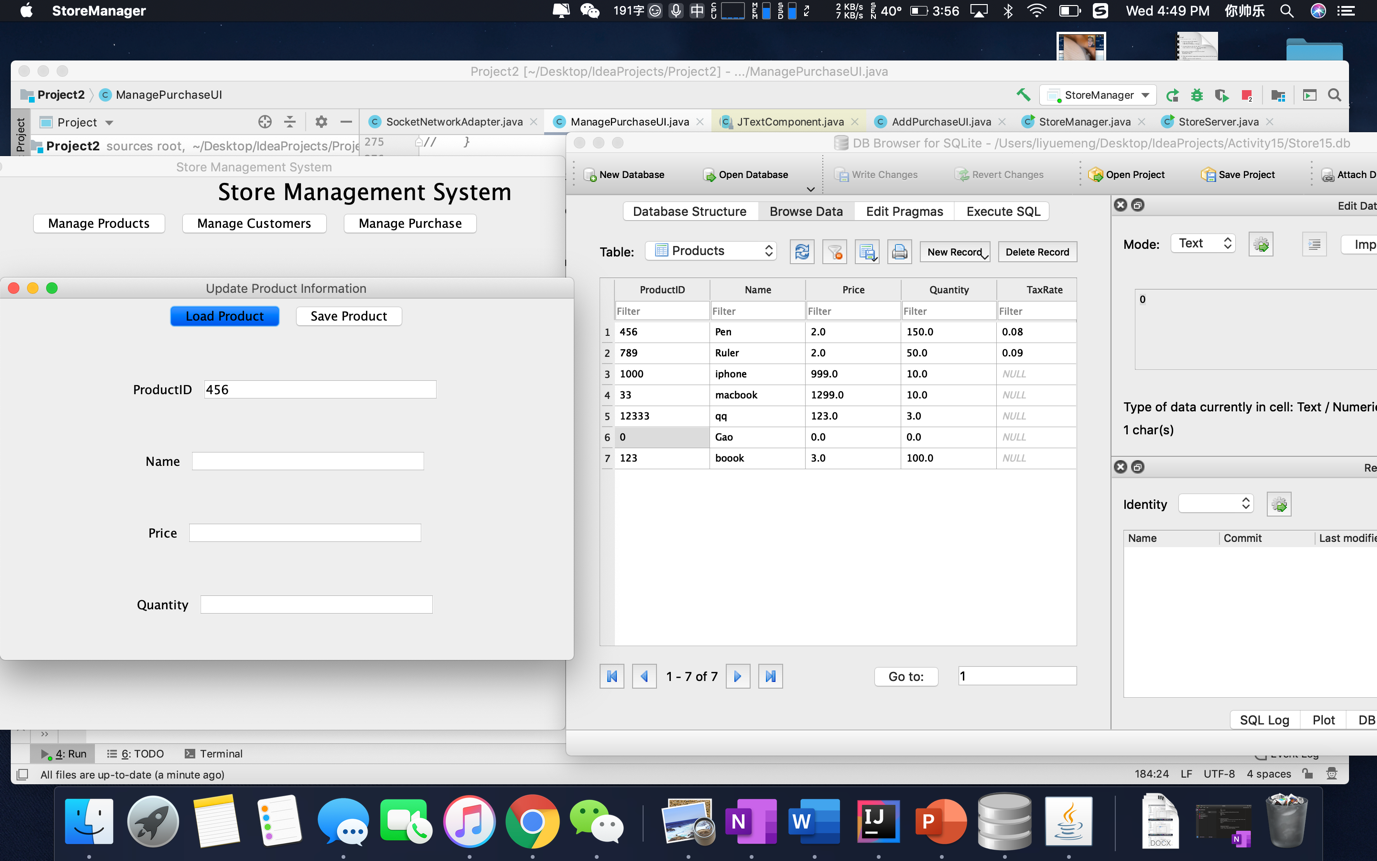 StoreManager
191字 中 2 KB/s 7 KB/s 40° 3:56 Wed 4:49 PM 你帅乐
Project2 [~/Desktop/IdeaProjects/Project2] - .../ManagePurchaseUI.java
Project2 ManagePurchaseUI StoreManager
Project
Project SocketNetworkAdapter.java ManagePurchaseUI.java JTextComponent.java AddPurchaseUI.java StoreManager.java StoreServer.java
Project2 sources root, ~/Desktop/IdeaProjects/Proje 275 // }
Store Management System
Store Management System
Manage Products Manage Customers Manage Purchase
Update Product Information
Load Product Save Product
ProductID 456
Name
Price
Quantity
DB Browser for SQLite - /Users/liyuemeng/Desktop/IdeaProjects/Activity15/Store15.db
New Database Open Database Write Changes Revert Changes Open Project Save Project Attach D
Database Structure Browse Data Edit Pragmas Execute SQL
Table: Products New Record Delete Record
ProductID Name Price Quantity TaxRate
Filter Filter Filter Filter Filter
1 456 Pen 2.0 150.0 0.08
2 789 Ruler 2.0 50.0 0.09
3 1000 iphone 999.0 10.0 NULL
4 33 macbook 1299.0 10.0 NULL
5 12333 qq 123.0 3.0 NULL
6 0 Gao 0.0 0.0 NULL
7 123 boook 3.0 100.0 NULL
1 - 7 of 7 Go to: 1
Edit Dat
Mode: Text Imp
0
Type of data currently in cell: Text / Numeri
1 char(s)
Re
Identity
Name Commit Last modifie
SQL Log Plot DB
4: Run 6: TODO Terminal
All files are up-to-date (a minute ago) 184:24 LF UTF-8 4 spaces
N W IJ P DOCX N